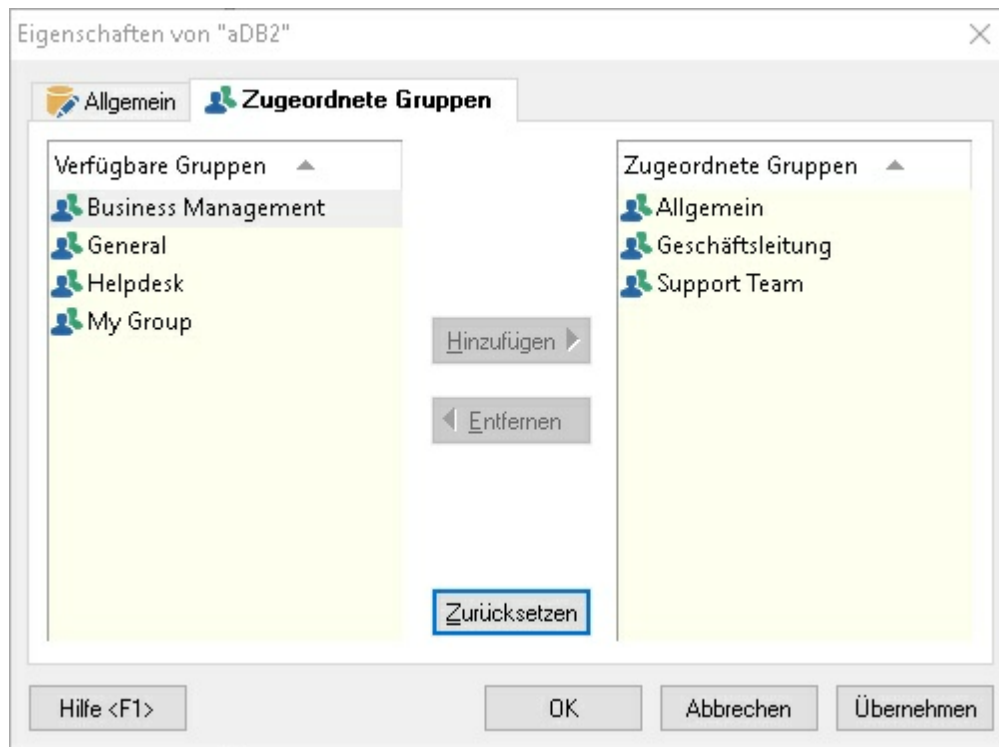 Eigenschaften von "aDB2"
Allgemein
Zugeordnete Gruppen
Verfügbare Gruppen
Business Management
General
Helpdesk
My Group
Hinzufügen
Entfernen
Zurücksetzen
Zugeordnete Gruppen
Allgemein
Geschäftsleitung
Support Team
Hilfe <F1>
OK
Abbrechen
Übernehmen